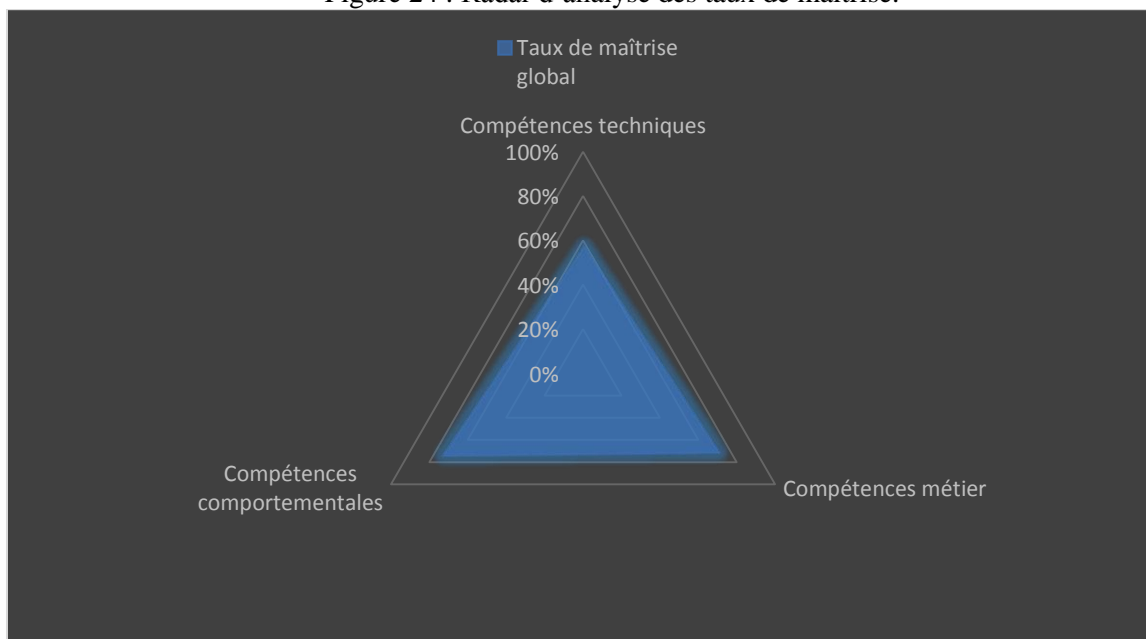 Figure 24 : Radar d'analyse des taux de maîtrise.
Taux de maîtrise
global
Compétences techniques
100%
80%
60%
40%
20%
0%
Compétences
comportementales
Compétences métier